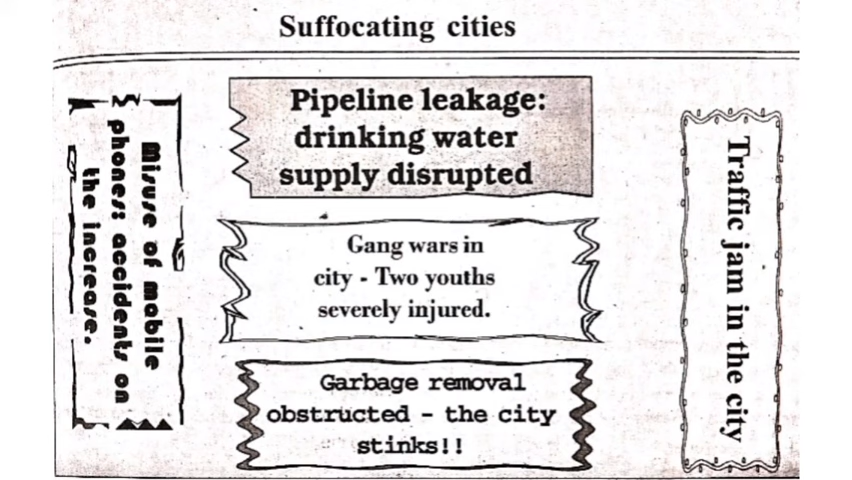 Suffocating cities
Misuse of mobile
phones: accidents on
the increase.
Pipeline leakage:
drinking water
supply disrupted
Gang wars in
city - Two youths
severely injured.
Garbage removal
obstructed - the city
stinks!!
Traffic jam in the city